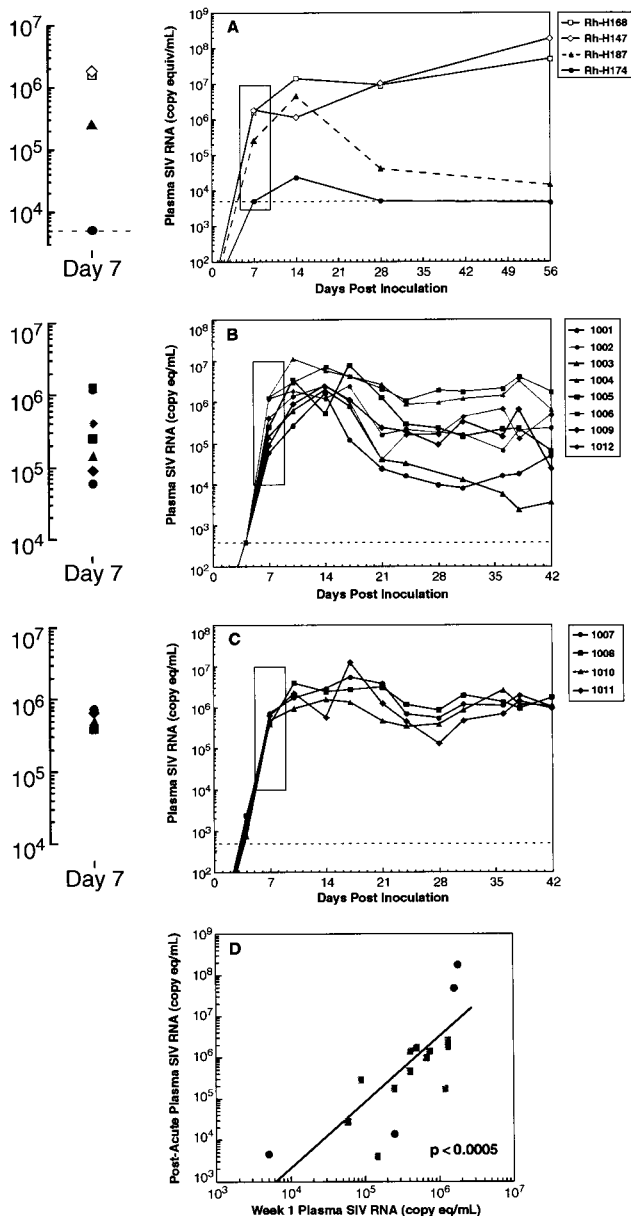 10^7
10^6
10^5
10^4
Day 7
A
Plasma SIV RNA (copy equiv/mL)
10^9
10^8
10^7
10^6
10^5
10^4
10^3
10^2
0 7 14 21 28 35 42 49 56
Days Post Inoculation
Rh-H168
Rh-H147
Rh-H187
Rh-H174
10^7
10^6
10^5
10^4
Day 7
B
Plasma SIV RNA (copy eq/mL)
10^8
10^7
10^6
10^5
10^4
10^3
10^2
0 7 14 21 28 35 42
Days Post Inoculation
1001
1002
1003
1004
1005
1006
1009
1012
10^7
10^6
10^5
10^4
Day 7
C
Plasma SIV RNA (copy eq/mL)
10^8
10^7
10^6
10^5
10^4
10^3
10^2
0 7 14 21 28 35 42
Days Post Inoculation
1007
1008
1010
1011
D
Post-Acute Plasma SIV RNA (copy eq/mL)
10^9
10^8
10^7
10^6
10^5
10^4
10^3
p < 0.0005
10^3 10^4 10^5 10^6 10^7
Week 1 Plasma SIV RNA (copy eq/mL)